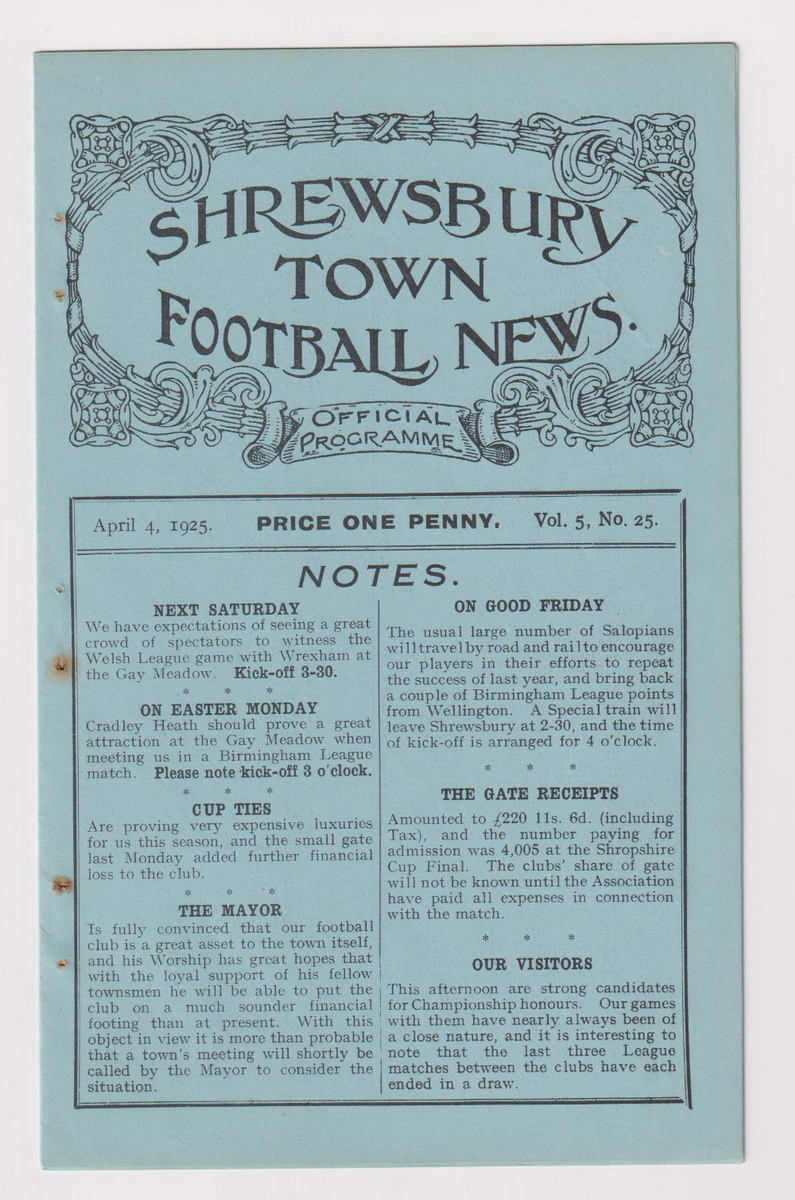 SHREWSBURY
TOWN
FOOTBALL NEWS.
OFFICIAL
PROGRAMME
April 4, 1925. PRICE ONE PENNY. Vol. 5, No. 25.
NOTES.
NEXT SATURDAY
We have expectations of seeing a great
crowd of spectators to witness the
Welsh League game with Wrexham at
the Gay Meadow. Kick-off 3-30.
* * *
ON EASTER MONDAY
Cradley Heath should prove a great
attraction at the Gay Meadow when
meeting us in a Birmingham League
match. Please note kick-off 3 o'clock.
* * *
CUP TIES
Are proving very expensive luxuries
for us this season, and the small gate
last Monday added further financial
loss to the club.
* * *
THE MAYOR
Is fully convinced that our football
club is a great asset to the town itself,
and his Worship has great hopes that
with the loyal support of his fellow
townsmen he will be able to put the
club on a much sounder financial
footing than at present. With this
object in view it is more than probable
that a town's meeting will shortly be
called by the Mayor to consider the
situation.
ON GOOD FRIDAY
The usual large number of Salopians
will travel by road and rail to encourage
our players in their efforts to repeat
the success of last year, and bring back
a couple of Birmingham League points
from Wellington. A Special train will
leave Shrewsbury at 2-30, and the time
of kick-off is arranged for 4 o'clock.
* * *
THE GATE RECEIPTS
Amounted to £220 11s. 6d. (including
Tax), and the number paying for
admission was 4,005 at the Shropshire
Cup Final. The clubs' share of gate
will not be known until the Association
have paid all expenses in connection
with the match.
* * *
OUR VISITORS
This afternoon are strong candidates
for Championship honours. Our games
with them have nearly always been of
a close nature, and it is interesting to
note that the last three League
matches between the clubs have each
ended in a draw.